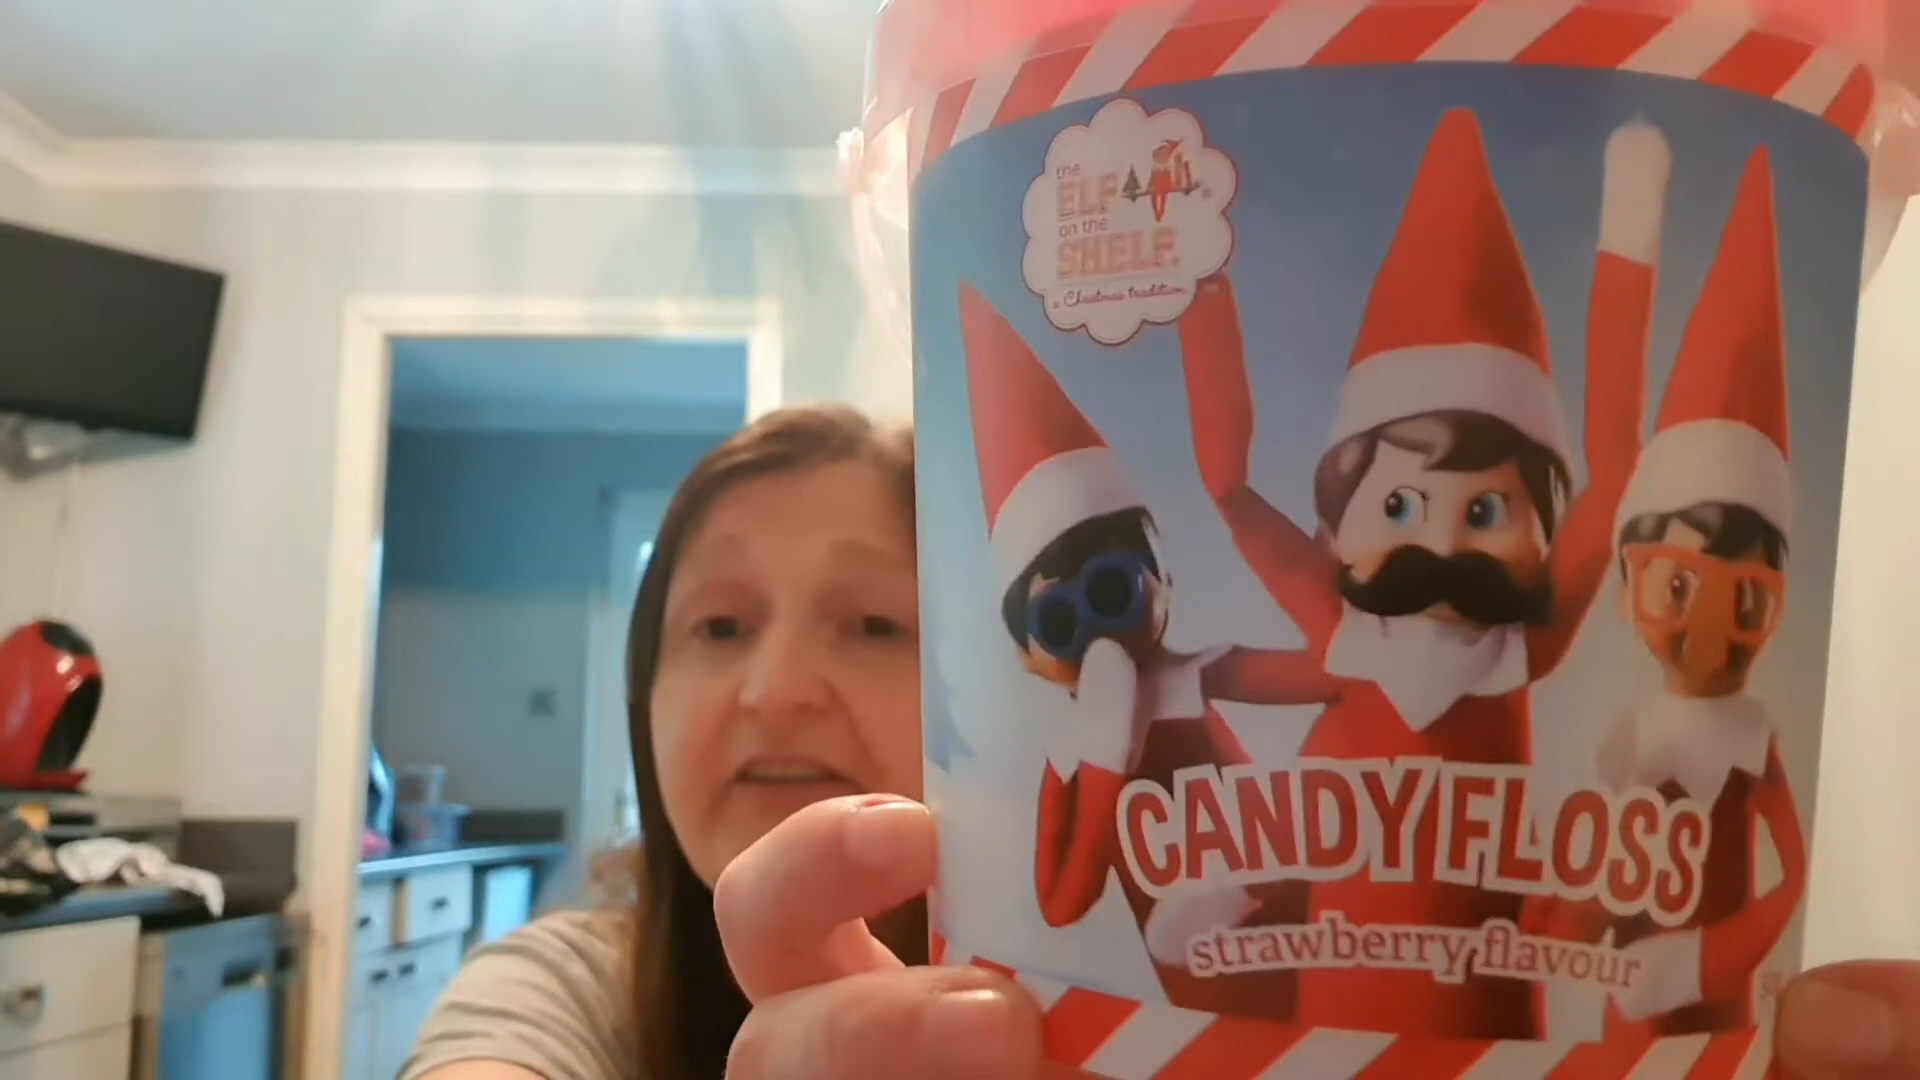 the
ELF
on the
SHELF.
a Christmas tradition
CANDY FLOSS
strawberry flavour